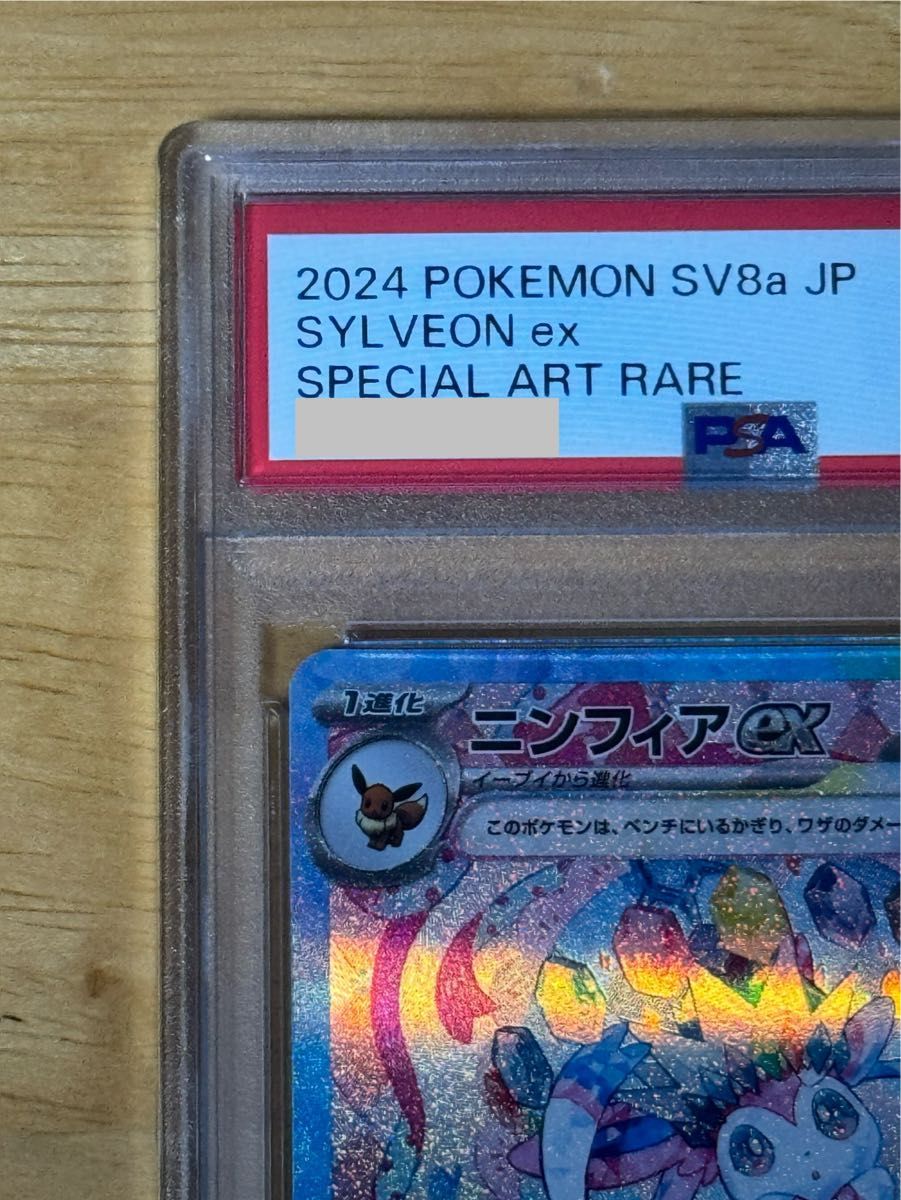 2024 POKEMON SV8a JP
SYLVEON ex
SPECIAL ART RARE
PSA
1進化
ニンフィアex
イーブイから進化
このポケモンは、ベンチにいるかぎり、ワザのダメー